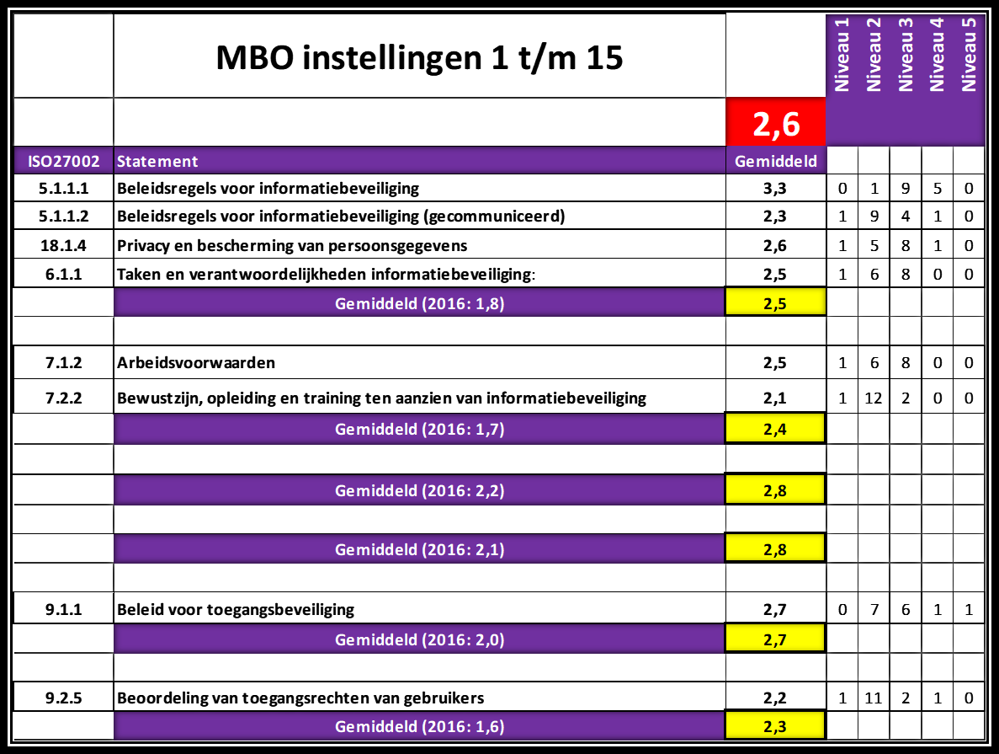 MBO instellingen 1 t/m 15
Niveau 1 Niveau 2 Niveau 3 Niveau 4 Niveau 5
2,6
ISO27002 Statement Gemiddeld
5.1.1.1 Beleidsregels voor informatiebeveiliging 3,3 0 1 9 5 0
5.1.1.2 Beleidsregels voor informatiebeveiliging (gecommuniceerd) 2,3 1 9 4 1 0
18.1.4 Privacy en bescherming van persoonsgegevens 2,6 1 5 8 1 0
6.1.1 Taken en verantwoordelijkheden informatiebeveiliging: 2,5 1 6 8 0 0
Gemiddeld (2016: 1,8) 2,5
7.1.2 Arbeidsvoorwaarden 2,5 1 6 8 0 0
7.2.2 Bewustzijn, opleiding en training ten aanzien van informatiebeveiliging 2,1 1 12 2 0 0
Gemiddeld (2016: 1,7) 2,4
Gemiddeld (2016: 2,2) 2,8
Gemiddeld (2016: 2,1) 2,8
9.1.1 Beleid voor toegangsbeveiliging 2,7 0 7 6 1 1
Gemiddeld (2016: 2,0) 2,7
9.2.5 Beoordeling van toegangsrechten van gebruikers 2,2 1 11 2 1 0
Gemiddeld (2016: 1,6) 2,3